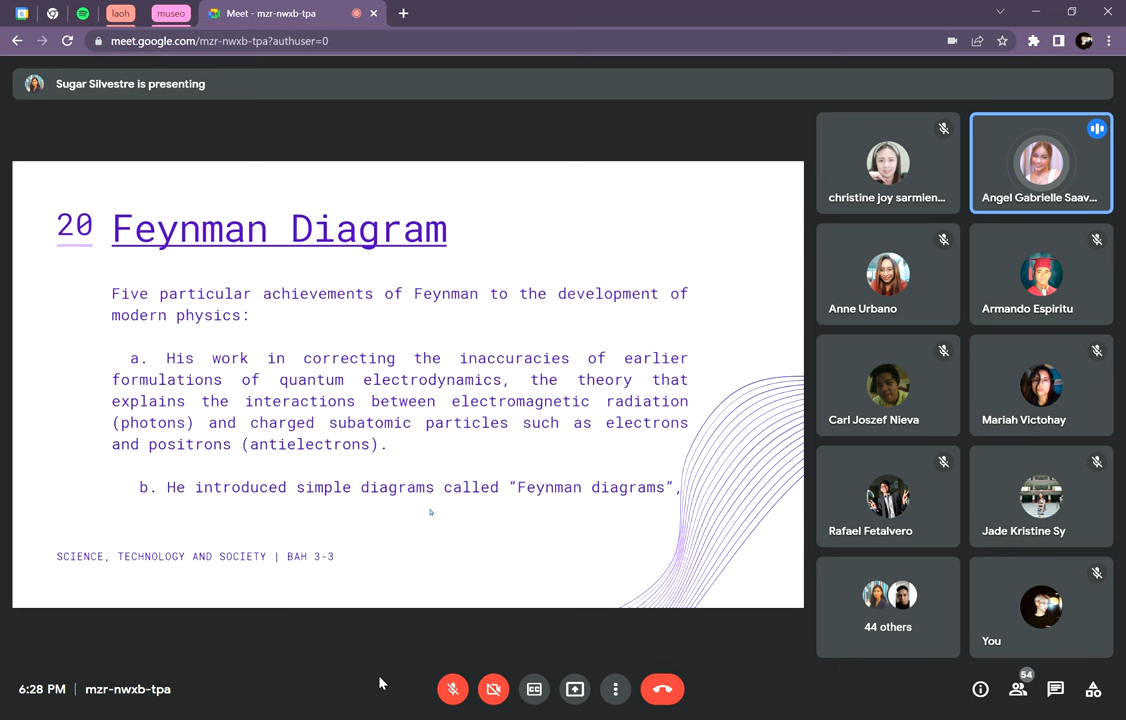 laoh
museo
Meet - mzr-nwxb-tpa
meet.google.com/mzr-nwxb-tpa?authuser=0
Sugar Silvestre is presenting
20 Feynman Diagram
Five particular achievements of Feynman to the development of
modern physics:
a. His work in correcting the inaccuracies of earlier
formulations of quantum electrodynamics, the theory that
explains the interactions between electromagnetic radiation
(photons) and charged subatomic particles such as electrons
and positrons (antielectrons).
b. He introduced simple diagrams called “Feynman diagrams”,
SCIENCE, TECHNOLOGY AND SOCIETY | BAH 3-3
christine joy sarmien...
Angel Gabrielle Saav...
Anne Urbano
Armando Espiritu
Carl Joszef Nieva
Mariah Victohay
Rafael Fetalvero
Jade Kristine Sy
44 others
You
6:28 PM | mzr-nwxb-tpa
CC
54